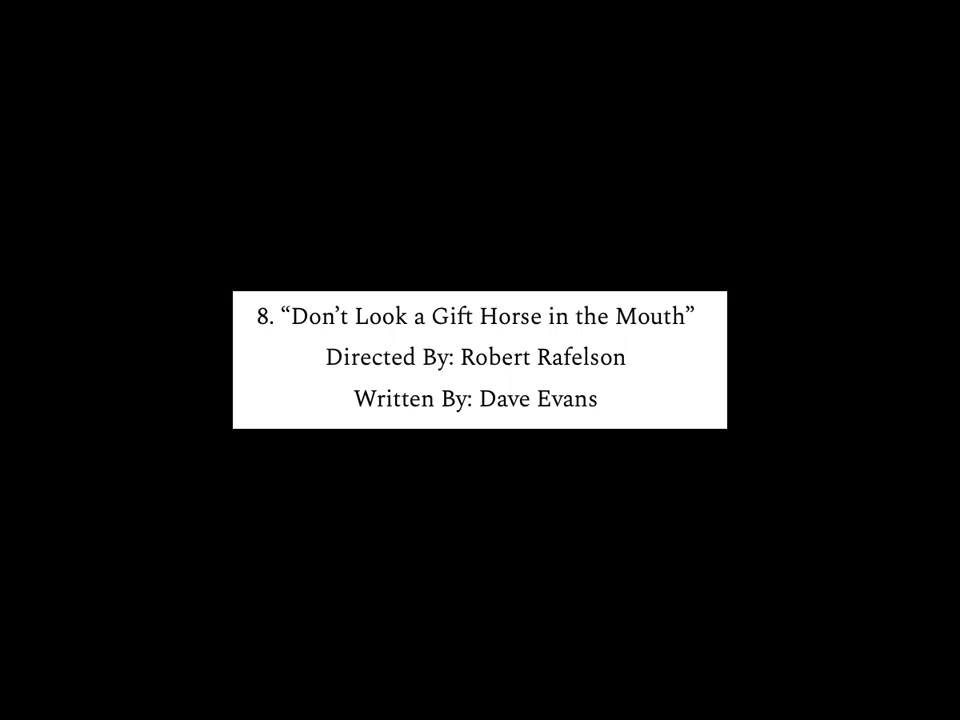 8. “Don’t Look a Gift Horse in the Mouth”
Directed By: Robert Rafelson
Written By: Dave Evans